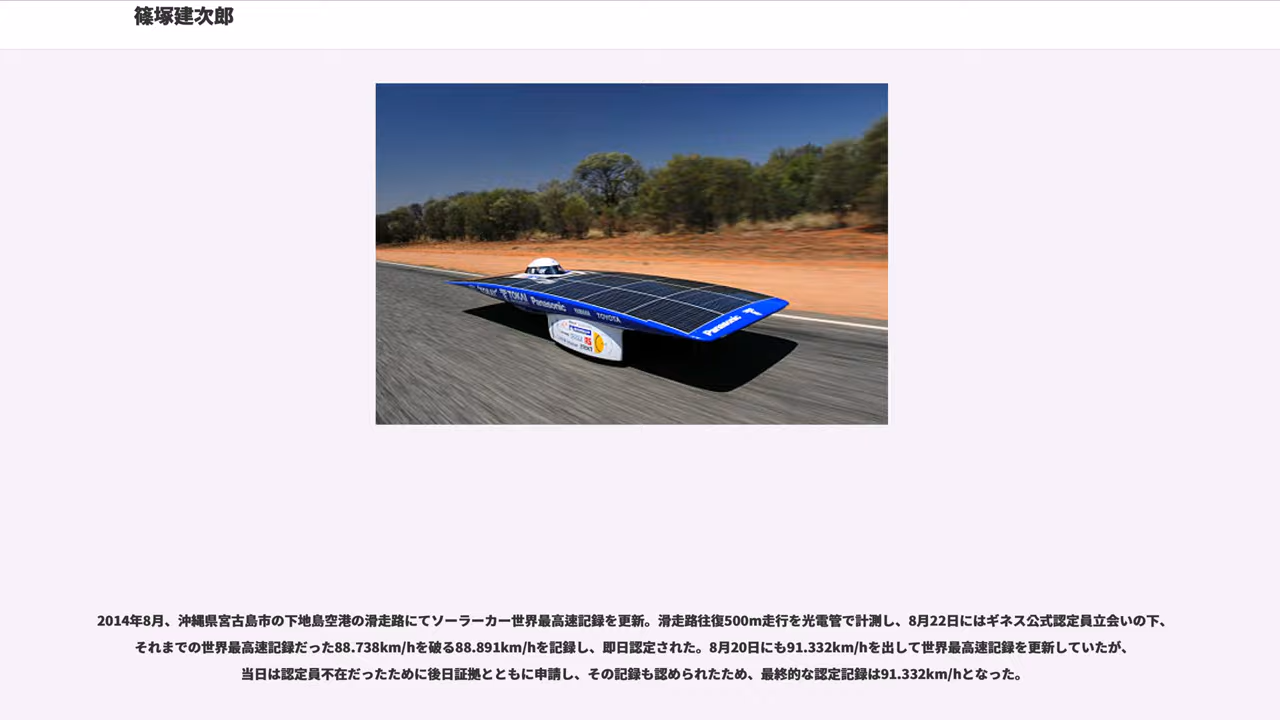 篠塚建次郎
TOKAI Panasonic YAMAHA TOYOTA
Panasonic
2014年8月、沖縄県宮古島市の下地島空港の滑走路にてソーラーカー世界最高速記録を更新。滑走路往復500m走行を光電管で計測し、8月22日にはギネス公式認定員立会いの下、
それまでの世界最高速記録だった88.738km/hを破る88.891km/hを記録し、即日認定された。8月20日にも91.332km/hを出して世界最高速記録を更新していたが、
当日は認定員不在だったために後日証拠とともに申請し、その記録も認められたため、最終的な認定記録は91.332km/hとなった。